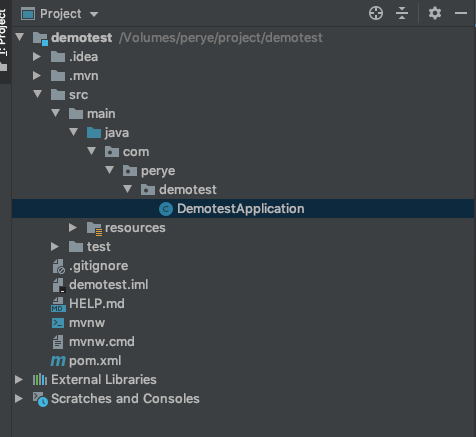 Project
1: Project
demotest /Volumes/perye/project/demotest
.idea
.mvn
src
main
java
com
perye
demotest
C DemotestApplication
resources
test
.gitignore
demotest.iml
MD HELP.md
mvnw
mvnw.cmd
m pom.xml
External Libraries
Scratches and Consoles